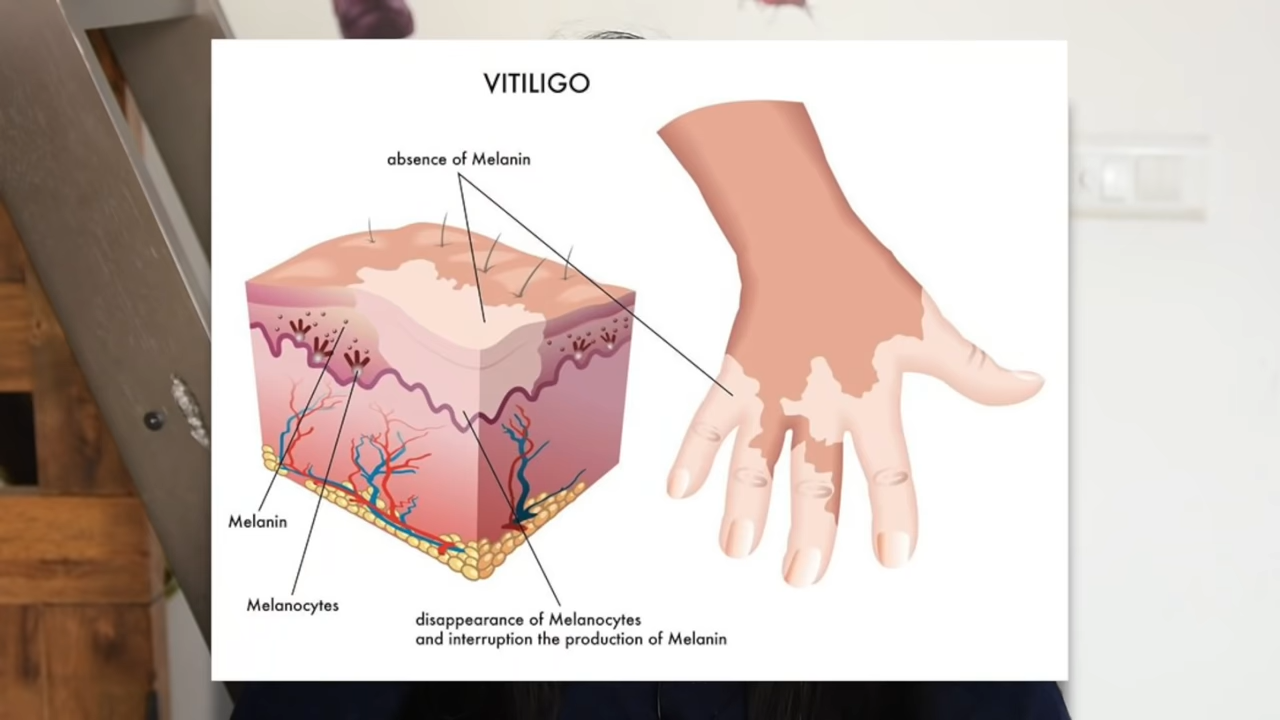 VITILIGO
absence of Melanin
Melanin
Melanocytes
disappearance of Melanocytes
and interruption the production of Melanin